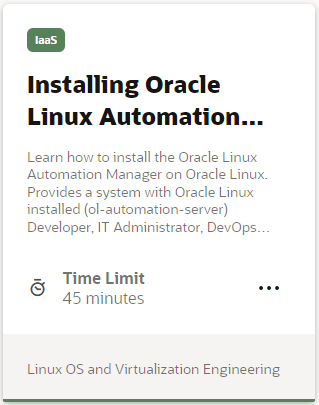 IaaS
Installing Oracle
Linux Automation...
Learn how to install the Oracle Linux
Automation Manager on Oracle Linux.
Provides a system with Oracle Linux
installed (ol-automation-server)
Developer, IT Administrator, DevOps...
Time Limit
45 minutes
Linux OS and Virtualization Engineering